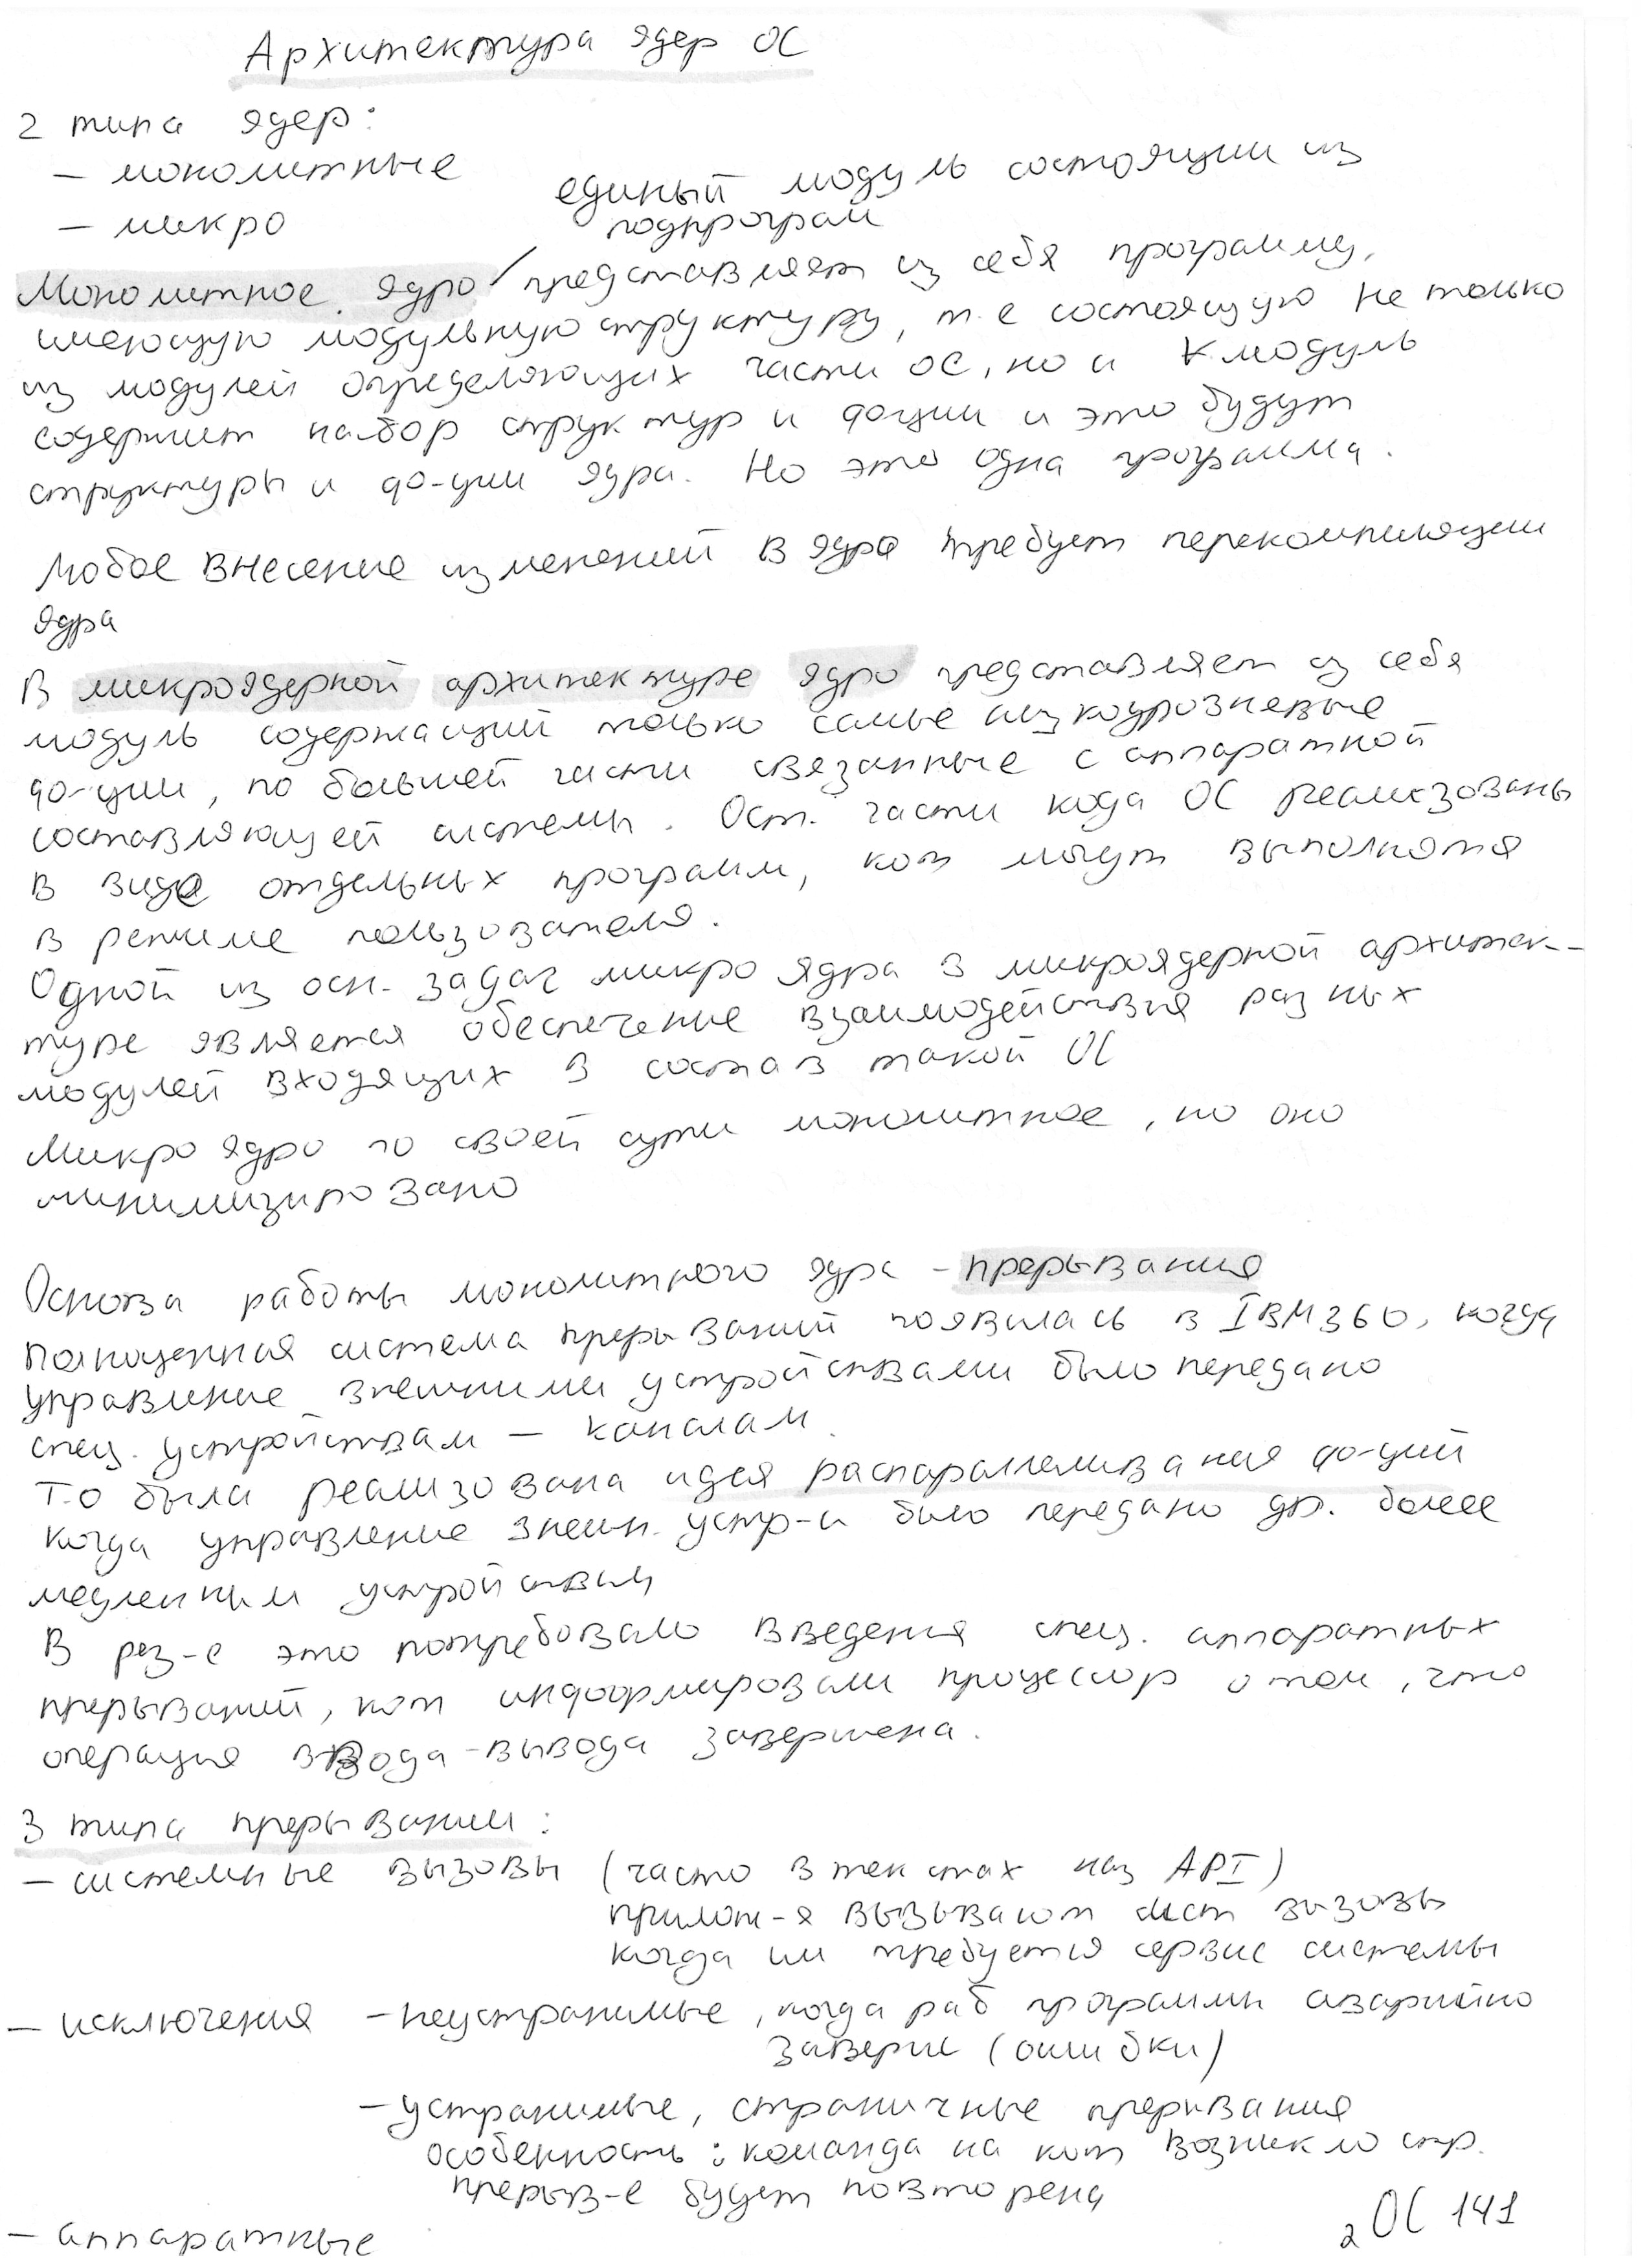 Архитектура ядер ОС
2 типа ядер:
– монолитные
– микро
единый модуль состоящий из
подпрограм
Монолитное ядро / представляет из себя программу,
имеющую модульную структуру, т.е состоящую не только
из модулей определяющих части ОС, но и К модуль
содержит набор структур и ф-ции и это будут
структуры и ф-ции ядра. Но это одна программа.
Любое внесение изменений в ядро требует перекомпиляции
ядра
В микроядерной архитектуре ядро представляет из себя
модуль содержащий только самые низкоуровневые
ф-ции, по большей части связанные с аппаратной
составляющей системы. Ост. части кода ОС реализованы
в виде отдельных программ, кот могут выполнятся
в режиме пользователя.
Одной из осн. задач микро ядра в микроядерной архитек-
туре является обеспечение взаимодействия разных
модулей входящих в состав такой ОС
Микро ядро по своей сути монолитное, но оно
минимизировано
Основа работы монолитного ядра – прерывания
Полноценная система прерываний появилась в IBM360, когда
управление внешними устройствами было передано
спец. устройствам – каналам.
Т.о была реализована идея распараллеливания ф-ций
когда управление внешн. устр-и было передано др. более
медленным устройствам
В рез-е это потребовало введения спец. аппаратных
прерываний, кот информировали процессор о том, что
операция ввода-вывода завершена.
3 типа прерываний:
– системные вызовы (часто в текстах наз API)
прилож-я вызывают сист вызовы
когда им требуется сервис системы
– исключения – неустранимые, когда раб программы аварийно
заверш (ошибки)
– устранимые, страничные прерывания
особенность: команда на кот возникло стр.
прерыв-е будет повторена
– аппаратные
2 ОС 141